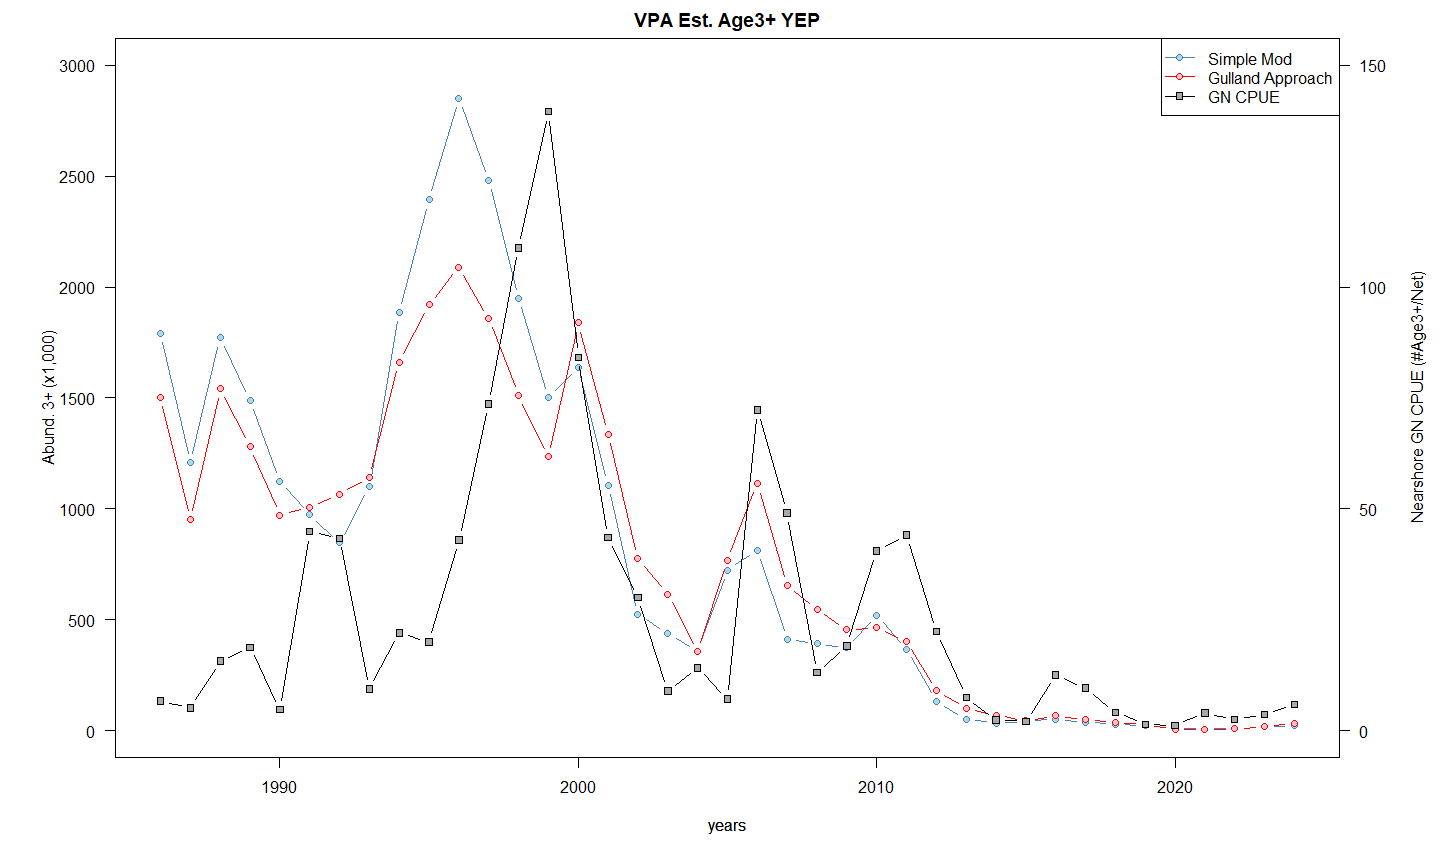 VPA Est. Age3+ YEP
Simple Mod
Gulland Approach
GN CPUE
3000
2500
2000
1500
1000
500
0
Abund. 3+ (x1,000)
150
100
50
0
Nearshore GN CPUE (#Age3+/Net)
1990
2000
2010
2020
years